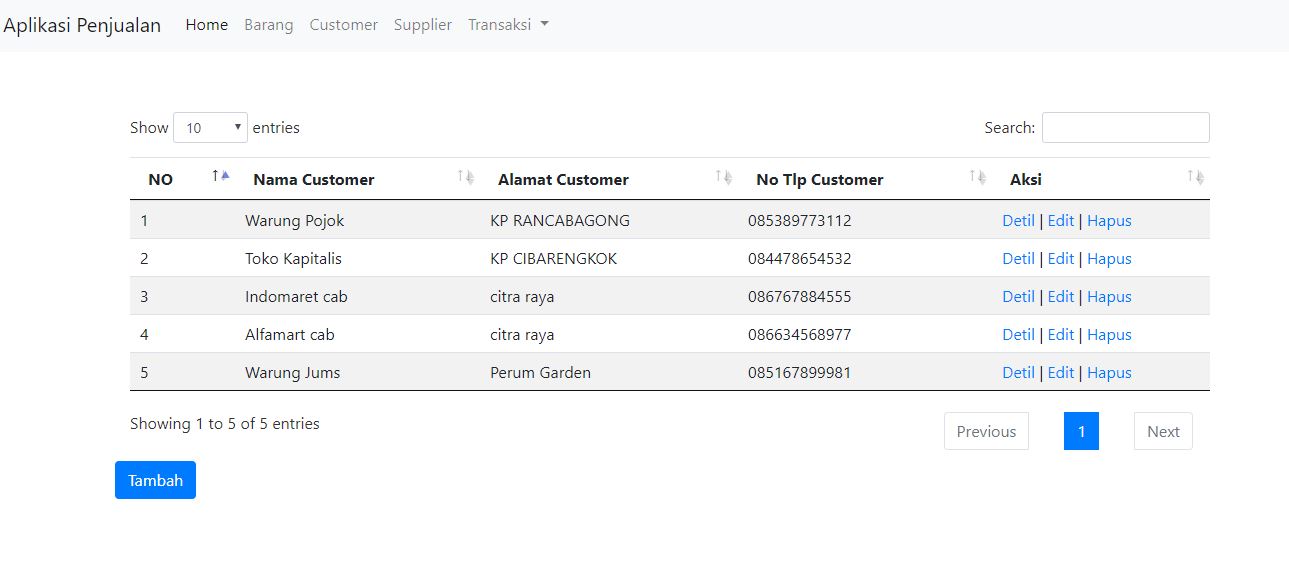 Aplikasi Penjualan Home Barang Customer Supplier Transaksi
Show 10 entries Search:
NO Nama Customer Alamat Customer No Tlp Customer Aksi
1 Warung Pojok KP RANCABAGONG 085389773112 Detil | Edit | Hapus
2 Toko Kapitalis KP CIBARENGKOK 084478654532 Detil | Edit | Hapus
3 Indomaret cab citra raya 086767884555 Detil | Edit | Hapus
4 Alfamart cab citra raya 086634568977 Detil | Edit | Hapus
5 Warung Jums Perum Garden 085167899981 Detil | Edit | Hapus
Showing 1 to 5 of 5 entries Previous 1 Next
Tambah